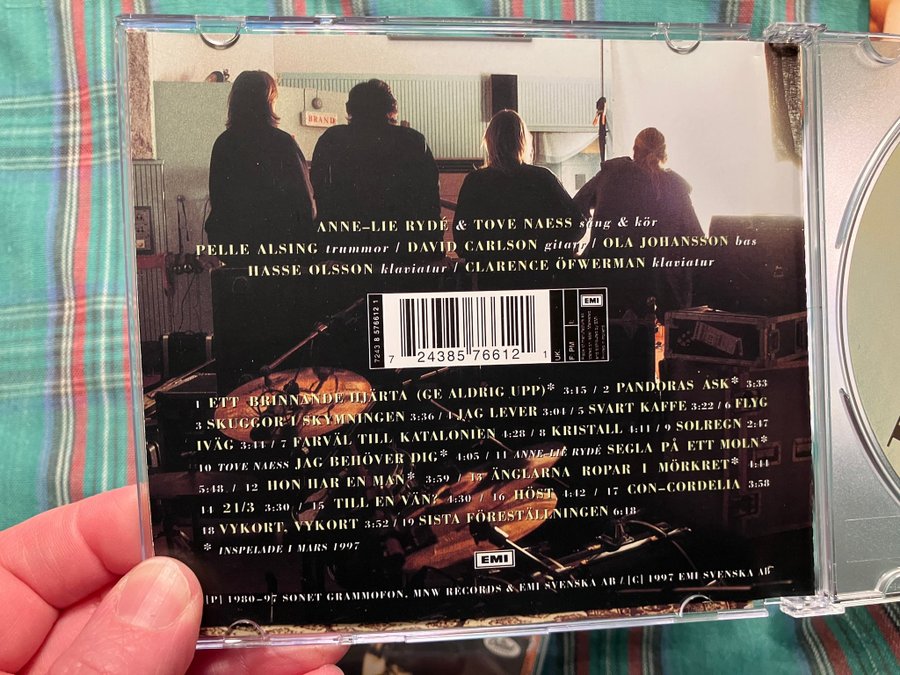 BRAND
ANNE-LIE RYDÉ & TOVE NAESS sång & kör
PELLE ALSING trummor / DAVID CARLSON gitarr / OLA JOHANSSON bas
HASSE OLSSON klaviatur / CLARENCE ÖFWERMAN klaviatur
7243 8 576612 1
EMI
UK
7 24385 76612 1
1 ETT BRINNANDE HJÄRTA (GE ALDRIG UPP)* 3:15 / 2 PANDORAS ASK* 3:33
3 SKUGGOR I SKYMNINGEN 3:36 / 4 JAG LEVER 3:04 / 5 SVART KAFFE 3:22 / 6 FLYG
IVÄG 3:11 / 7 FARVÄL TILL KATALONIEN 4:28 / 8 KRISTALL 4:11 / 9 SOLREGN 2:47
10 TOVE NAESS JAG BEHÖVER DIG* 4:05 / 11 ANNE-LIE RYDÉ SEGLA PÅ ETT MOLN*
5:48 / 12 HON HAR EN MAN* 3:59 / 13 ÄNGLARNA ROPAR I MÖRKRET* 4:44
14 21/3 3:30 / 15 TILL EN VÄN? 4:30 / 16 HÖST 4:42 / 17 CON-CORDELIA 3:58
18 VYKORT, VYKORT 3:52 / 19 SISTA FÖRESTÄLLNINGEN 6:18
* INSPELADE I MARS 1997
EMI
[P] 1980-97 SONET GRAMMOFON, MNW RECORDS & EMI SVENSKA AB / [C] 1997 EMI SVENSKA AB